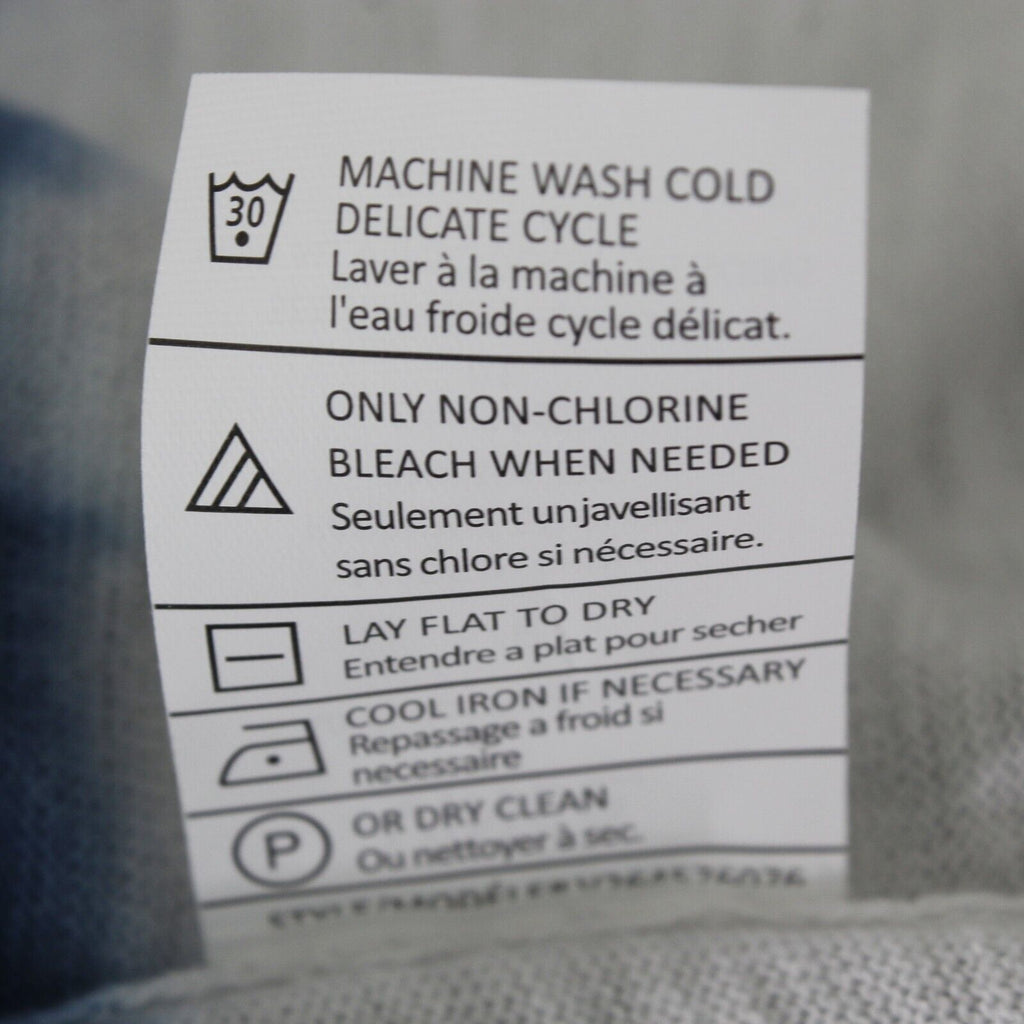 30
MACHINE WASH COLD
DELICATE CYCLE
Laver à la machine à
l'eau froide cycle délicat.
ONLY NON-CHLORINE
BLEACH WHEN NEEDED
Seulement un javellisant
sans chlore si nécessaire.
LAY FLAT TO DRY
Entendre a plat pour secher
COOL IRON IF NECESSARY
Repassage a froid si
necessaire
P
OR DRY CLEAN
Ou nettoyer à sec.